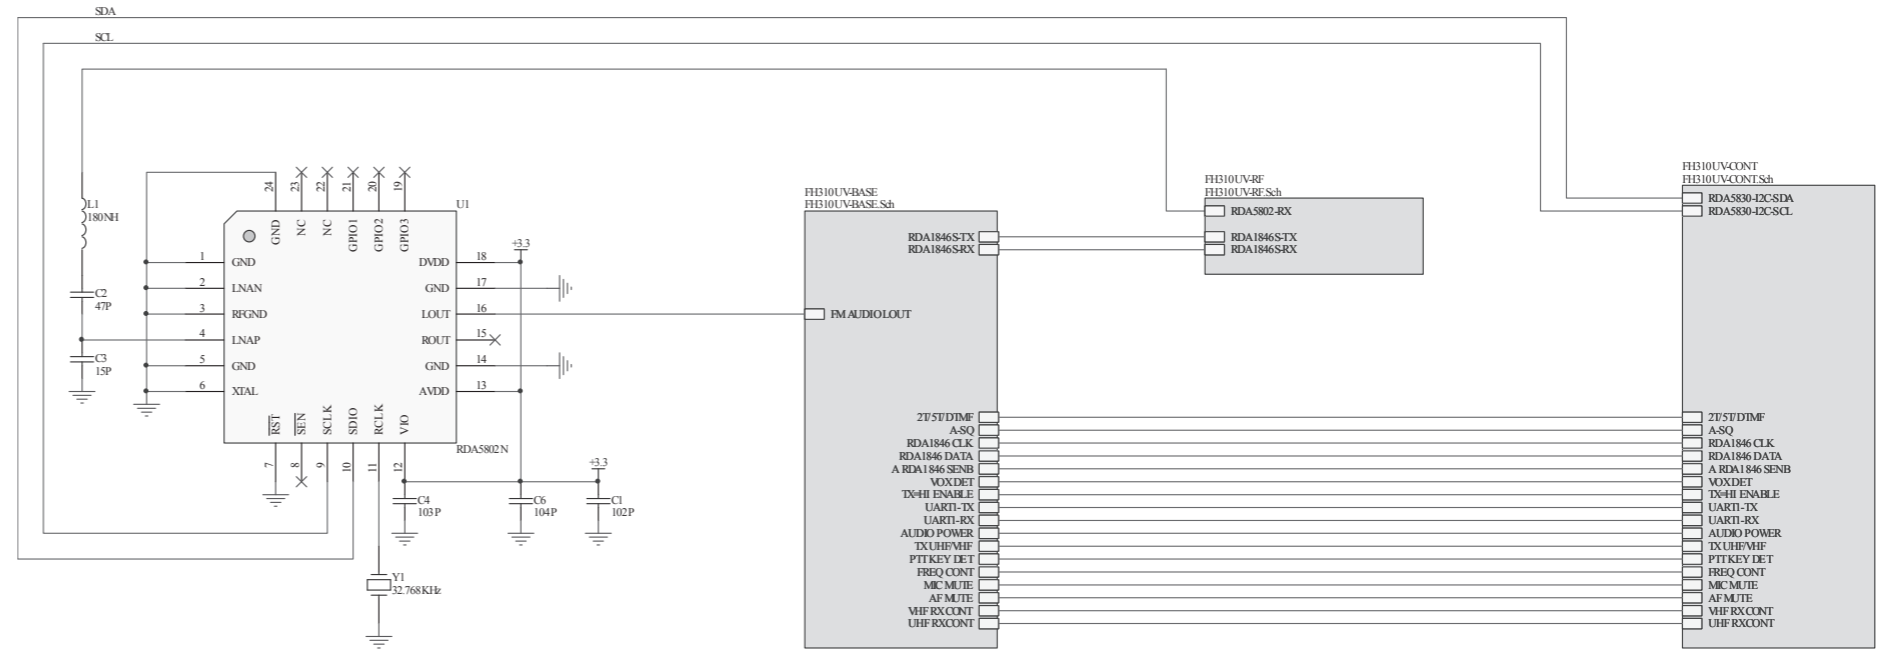 SDA
SCL
L1
180NH
C2
47P
C3
15P
24
23
22
21
20
19
GND
NC
NC
GPIO1
GPIO2
GPIO3
U1
1
GND
2
LNAN
3
RFGND
4
LNAP
5
GND
6
XTAL
DVDD
18
GND
17
LOUT
16
ROUT
15
GND
14
AVDD
13
+3.3
RST
SEN
SCLK
SDIO
RCLK
VIO
7
8
9
10
11
12
RDA5802N
+3.3
C4
103P
C6
104P
C1
102P
Y1
32.768KHz
FH310UV-BASE
FH310UV-BASE.Sch
RDA1846S-TX
RDA1846S-RX
FM AUDIO LOUT
2T/5T/DTMF
A-SQ
RDA1846 CLK
RDA1846 DATA
A RDA1846 SENB
VOX DET
TX=HI ENABLE
UART1-TX
UART1-RX
AUDIO POWER
TX UHF/VHF
PTT KEY DET
FREQ CONT
MIC MUTE
AF MUTE
VHF RXCONT
UHF RXCONT
FH310UV-RF
FH310UV-RF.Sch
RDA5802-RX
RDA1846S-TX
RDA1846S-RX
FH310UV-CONT
FH310UV-CONT.Sch
RDA5830-I2C-SDA
RDA5830-I2C-SCL
2T/5T/DTMF
A-SQ
RDA1846 CLK
RDA1846 DATA
A RDA1846 SENB
VOX DET
TX=HI ENABLE
UART1-TX
UART1-RX
AUDIO POWER
TX UHF/VHF
PTT KEY DET
FREQ CONT
MIC MUTE
AF MUTE
VHF RXCONT
UHF RXCONT